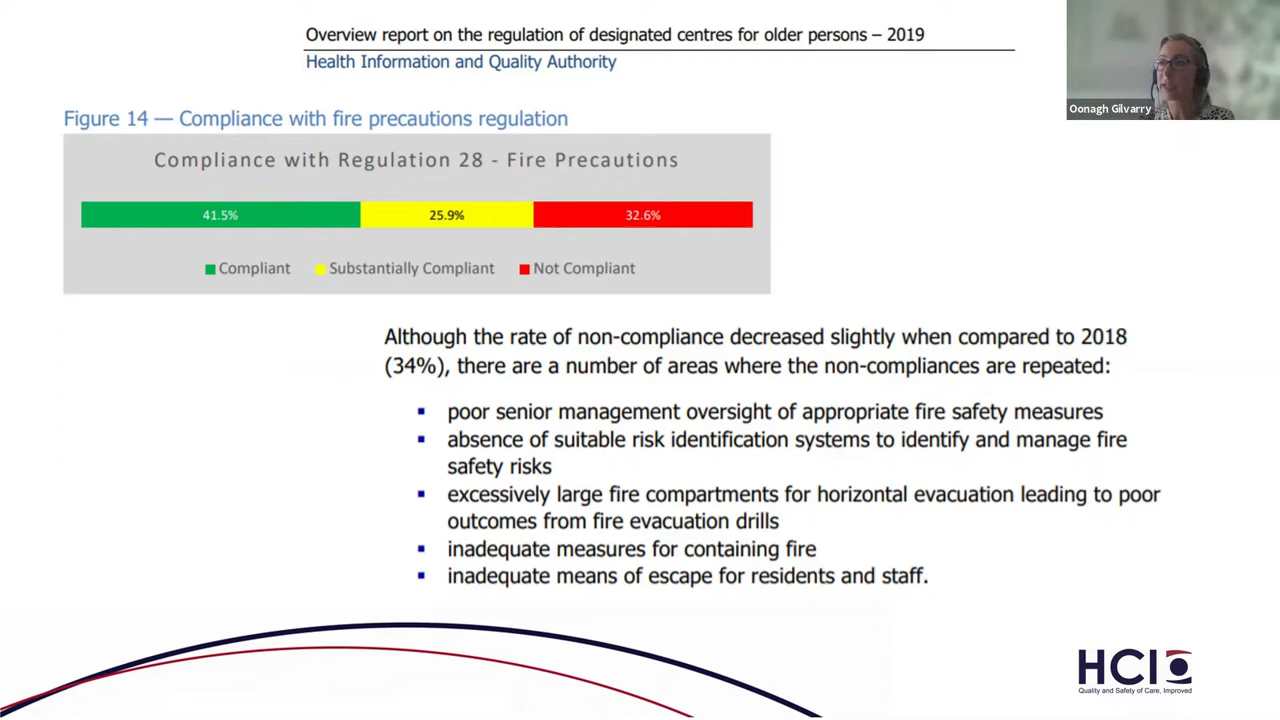 Overview report on the regulation of designated centres for older persons – 2019
Health Information and Quality Authority
Oonagh Gilvarry
Figure 14 — Compliance with fire precautions regulation
Compliance with Regulation 28 - Fire Precautions
41.5% 25.9% 32.6%
Compliant Substantially Compliant Not Compliant
Although the rate of non-compliance decreased slightly when compared to 2018
(34%), there are a number of areas where the non-compliances are repeated:
▪ poor senior management oversight of appropriate fire safety measures
▪ absence of suitable risk identification systems to identify and manage fire
safety risks
▪ excessively large fire compartments for horizontal evacuation leading to poor
outcomes from fire evacuation drills
▪ inadequate measures for containing fire
▪ inadequate means of escape for residents and staff.
HCI
Quality and Safety of Care, Improved